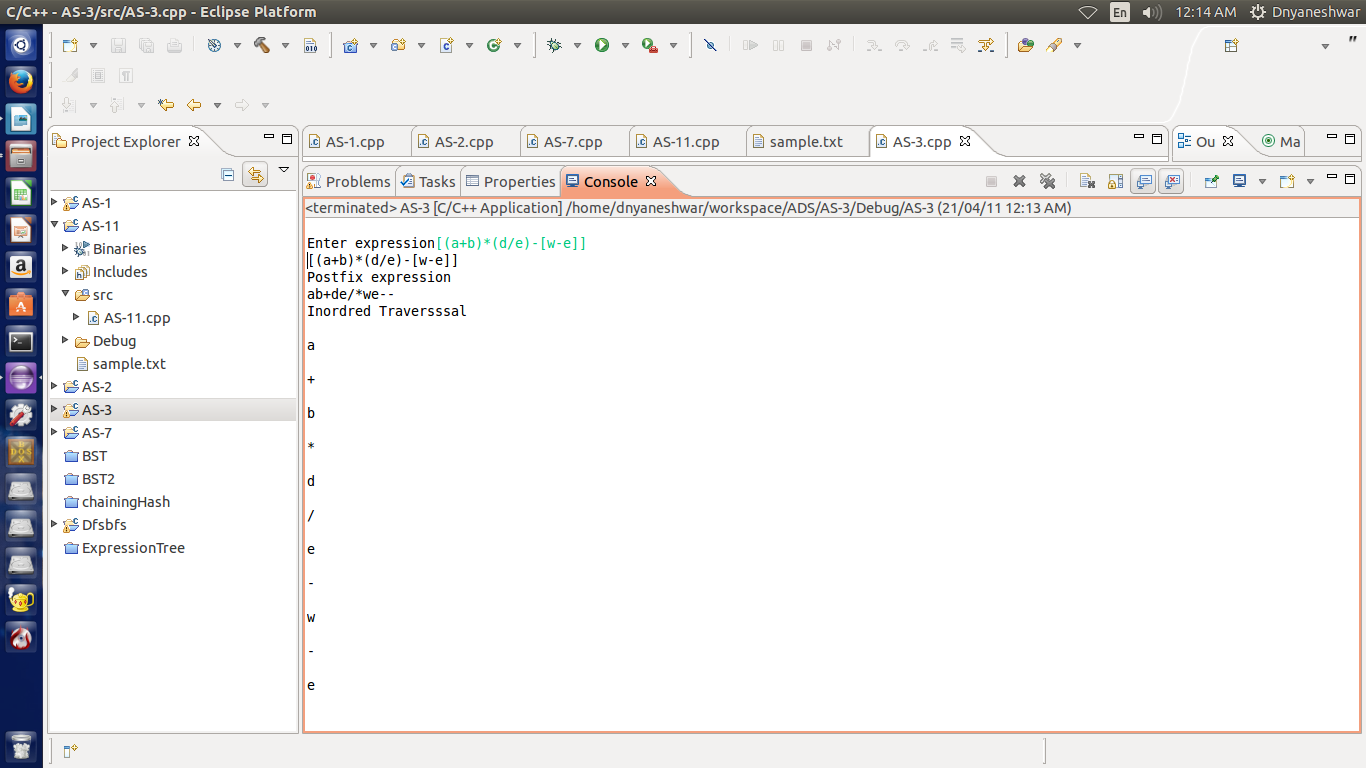 C/C++ - AS-3/src/AS-3.cpp - Eclipse Platform
En
12:14 AM
Dnyaneshwar
Project Explorer
AS-1.cpp
AS-2.cpp
AS-7.cpp
AS-11.cpp
sample.txt
AS-3.cpp
Ou
Ma
Problems
Tasks
Properties
Console
<terminated> AS-3 [C/C++ Application] /home/dnyaneshwar/workspace/ADS/AS-3/Debug/AS-3 (21/04/11 12:13 AM)
AS-1
AS-11
Binaries
Includes
src
AS-11.cpp
Debug
sample.txt
AS-2
AS-3
AS-7
BST
BST2
chainingHash
Dfsbfs
ExpressionTree
Enter expression[(a+b)*(d/e)-[w-e]]
[(a+b)*(d/e)-[w-e]]
Postfix expression
ab+de/*we--
Inordred Traversssal
a
+
b
*
d
/
e
-
w
-
e